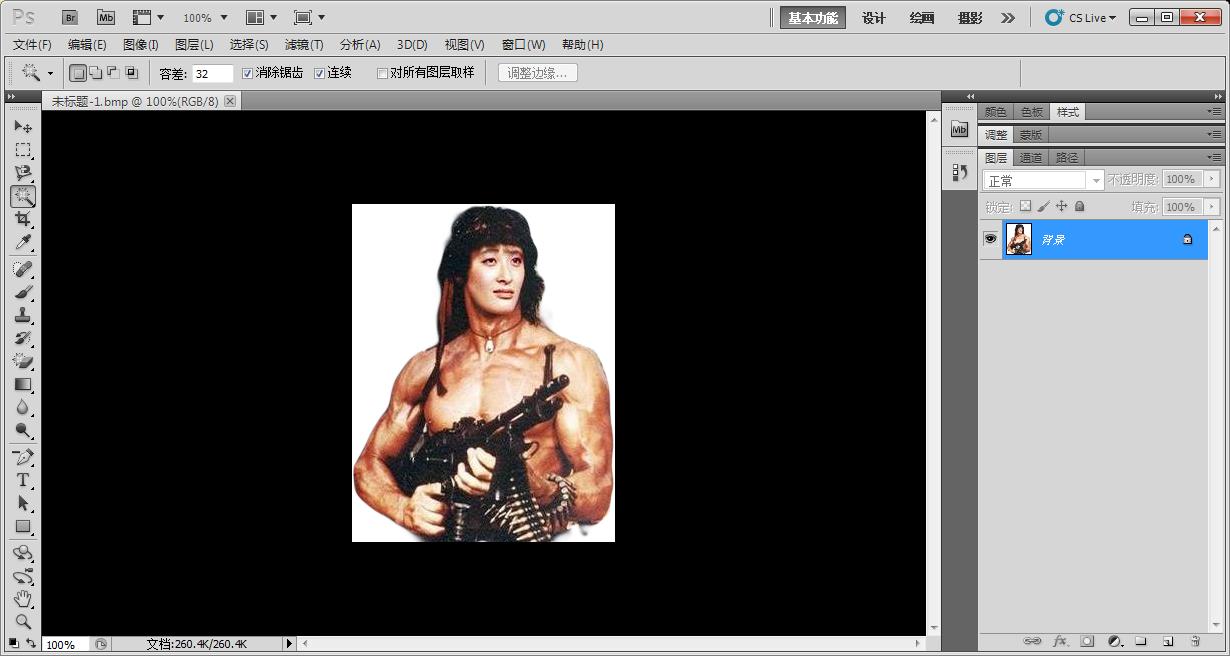 Ps Br Mb 100% 基本功能 设计 绘画 摄影 CS Live
文件(F) 编辑(E) 图像(I) 图层(L) 选择(S) 滤镜(T) 分析(A) 3D(D) 视图(V) 窗口(W) 帮助(H)
容差: 32 消除锯齿 连续 对所有图层取样 调整边缘...
未标题-1.bmp @ 100%(RGB/8)
颜色 色板 样式
Mb
调整 蒙版
图层 通道 路径
正常 不透明度: 100%
锁定: 填充: 100%
背景
T
fx
100% 文档:260.4K/260.4K